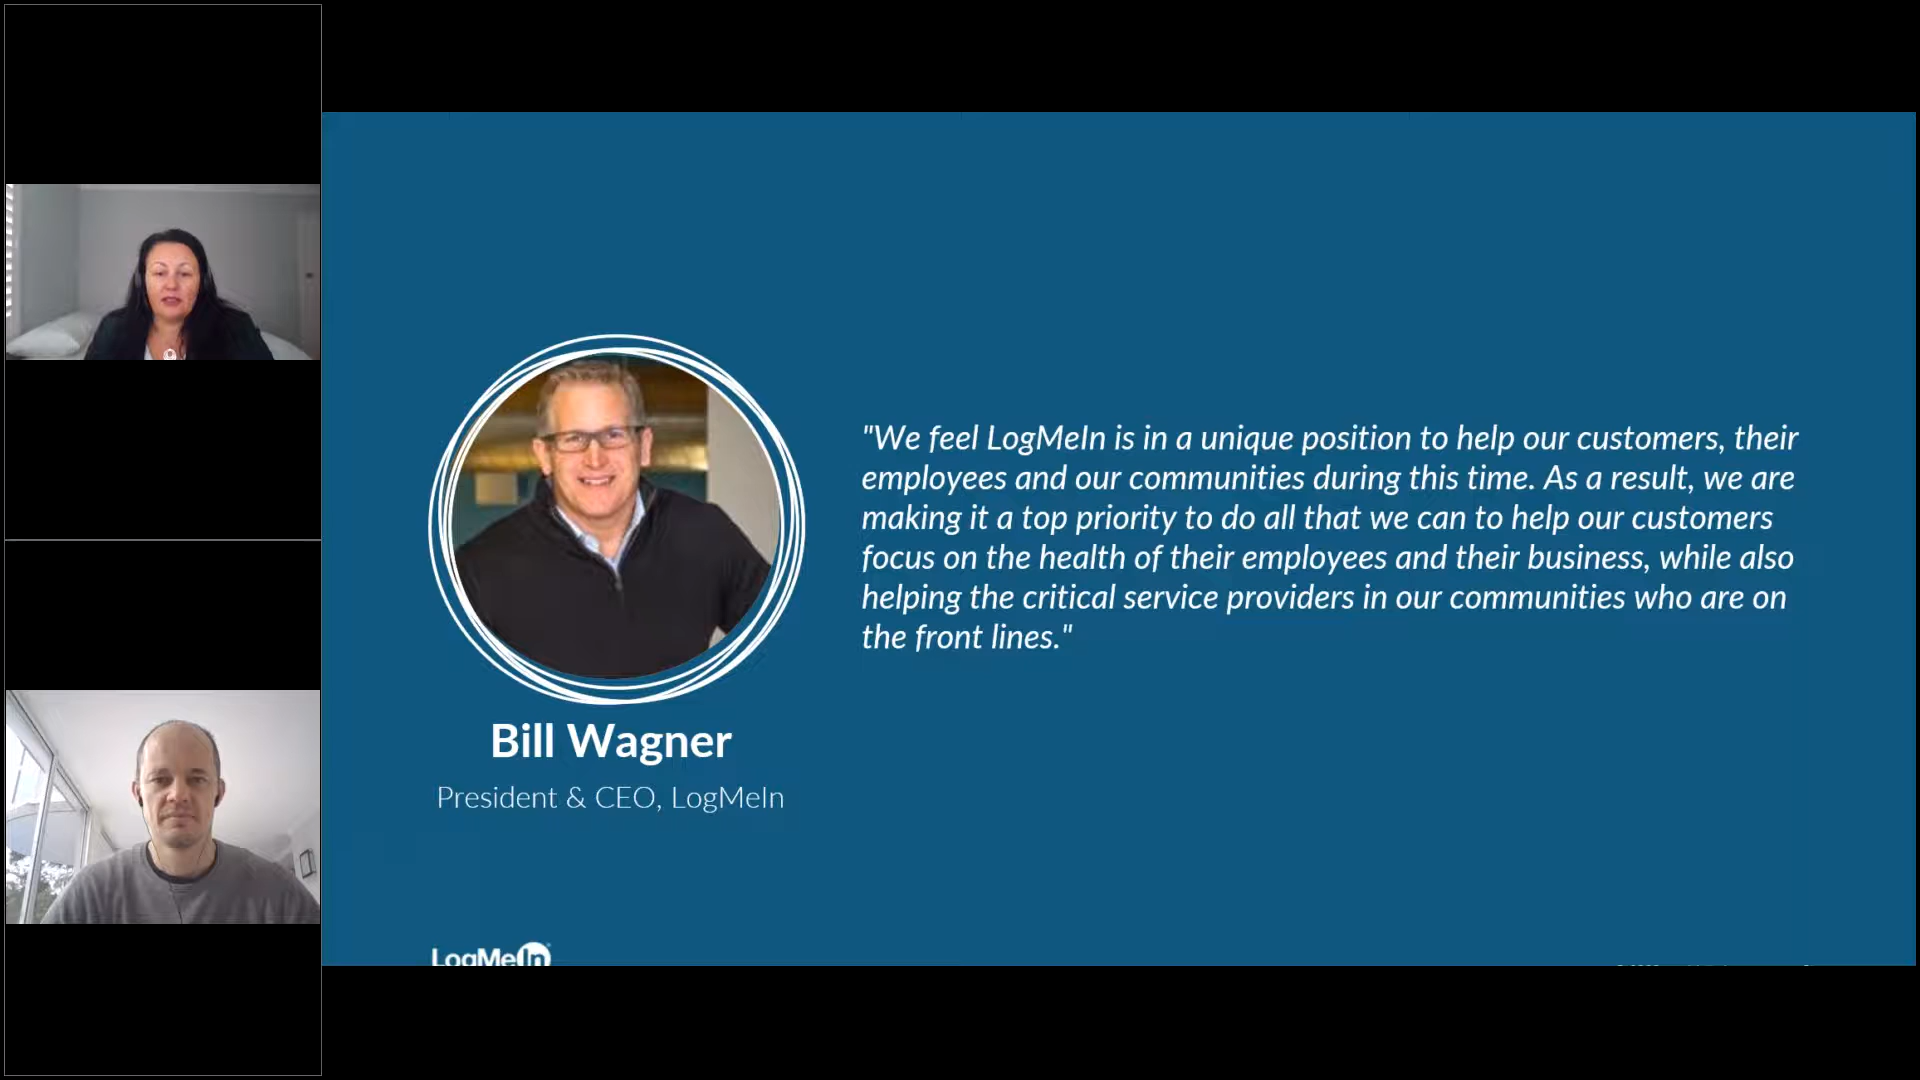 "We feel LogMeIn is in a unique position to help our customers, their
employees and our communities during this time. As a result, we are
making it a top priority to do all that we can to help our customers
focus on the health of their employees and their business, while also
helping the critical service providers in our communities who are on
the front lines."
Bill Wagner
President & CEO, LogMeIn
LogMeIn